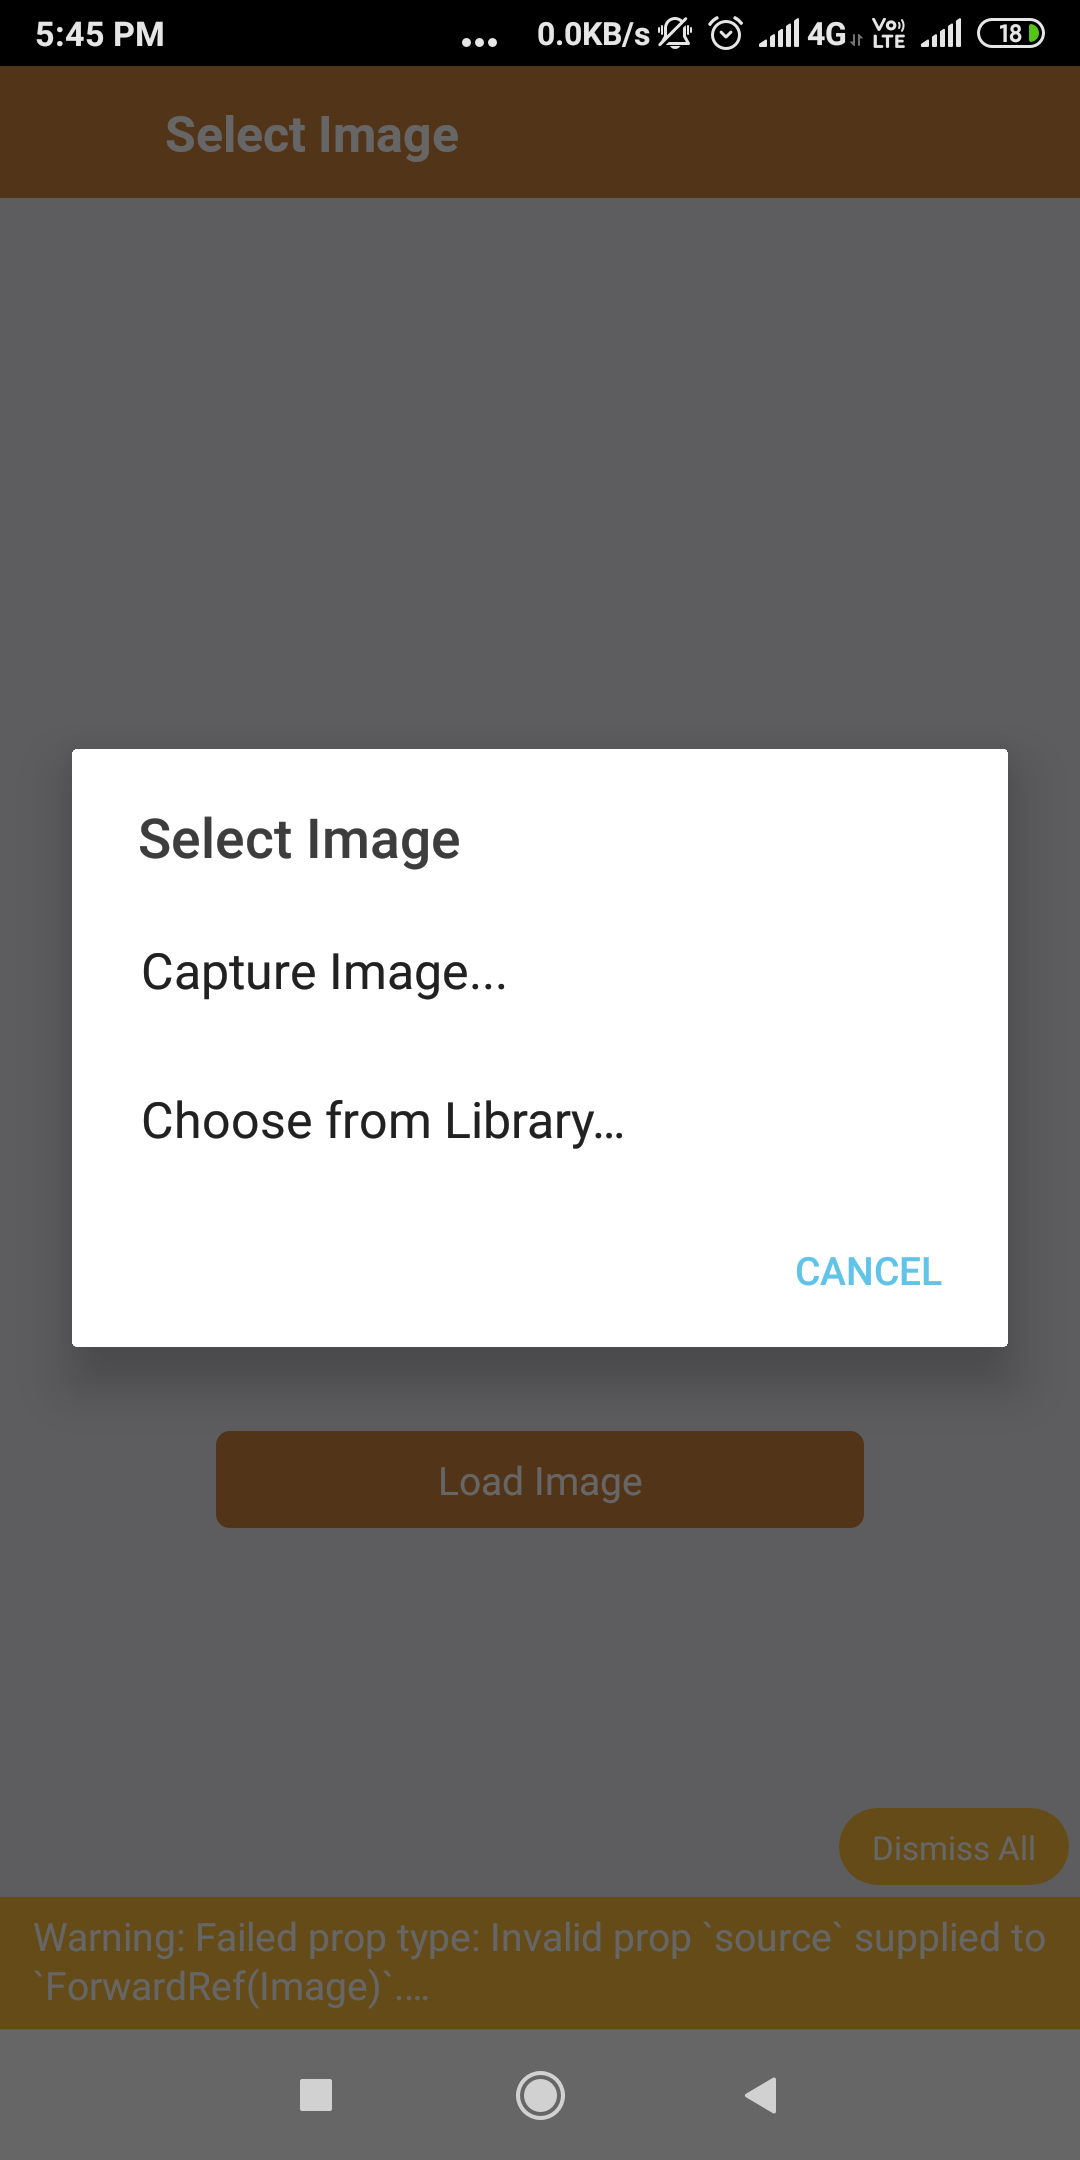 5:45 PM ... 0.0KB/s 4G Vo)) LTE 18
Select Image
Select Image
Capture Image...
Choose from Library…
CANCEL
Load Image
Dismiss All
Warning: Failed prop type: Invalid prop `source` supplied to
`ForwardRef(Image)`.…